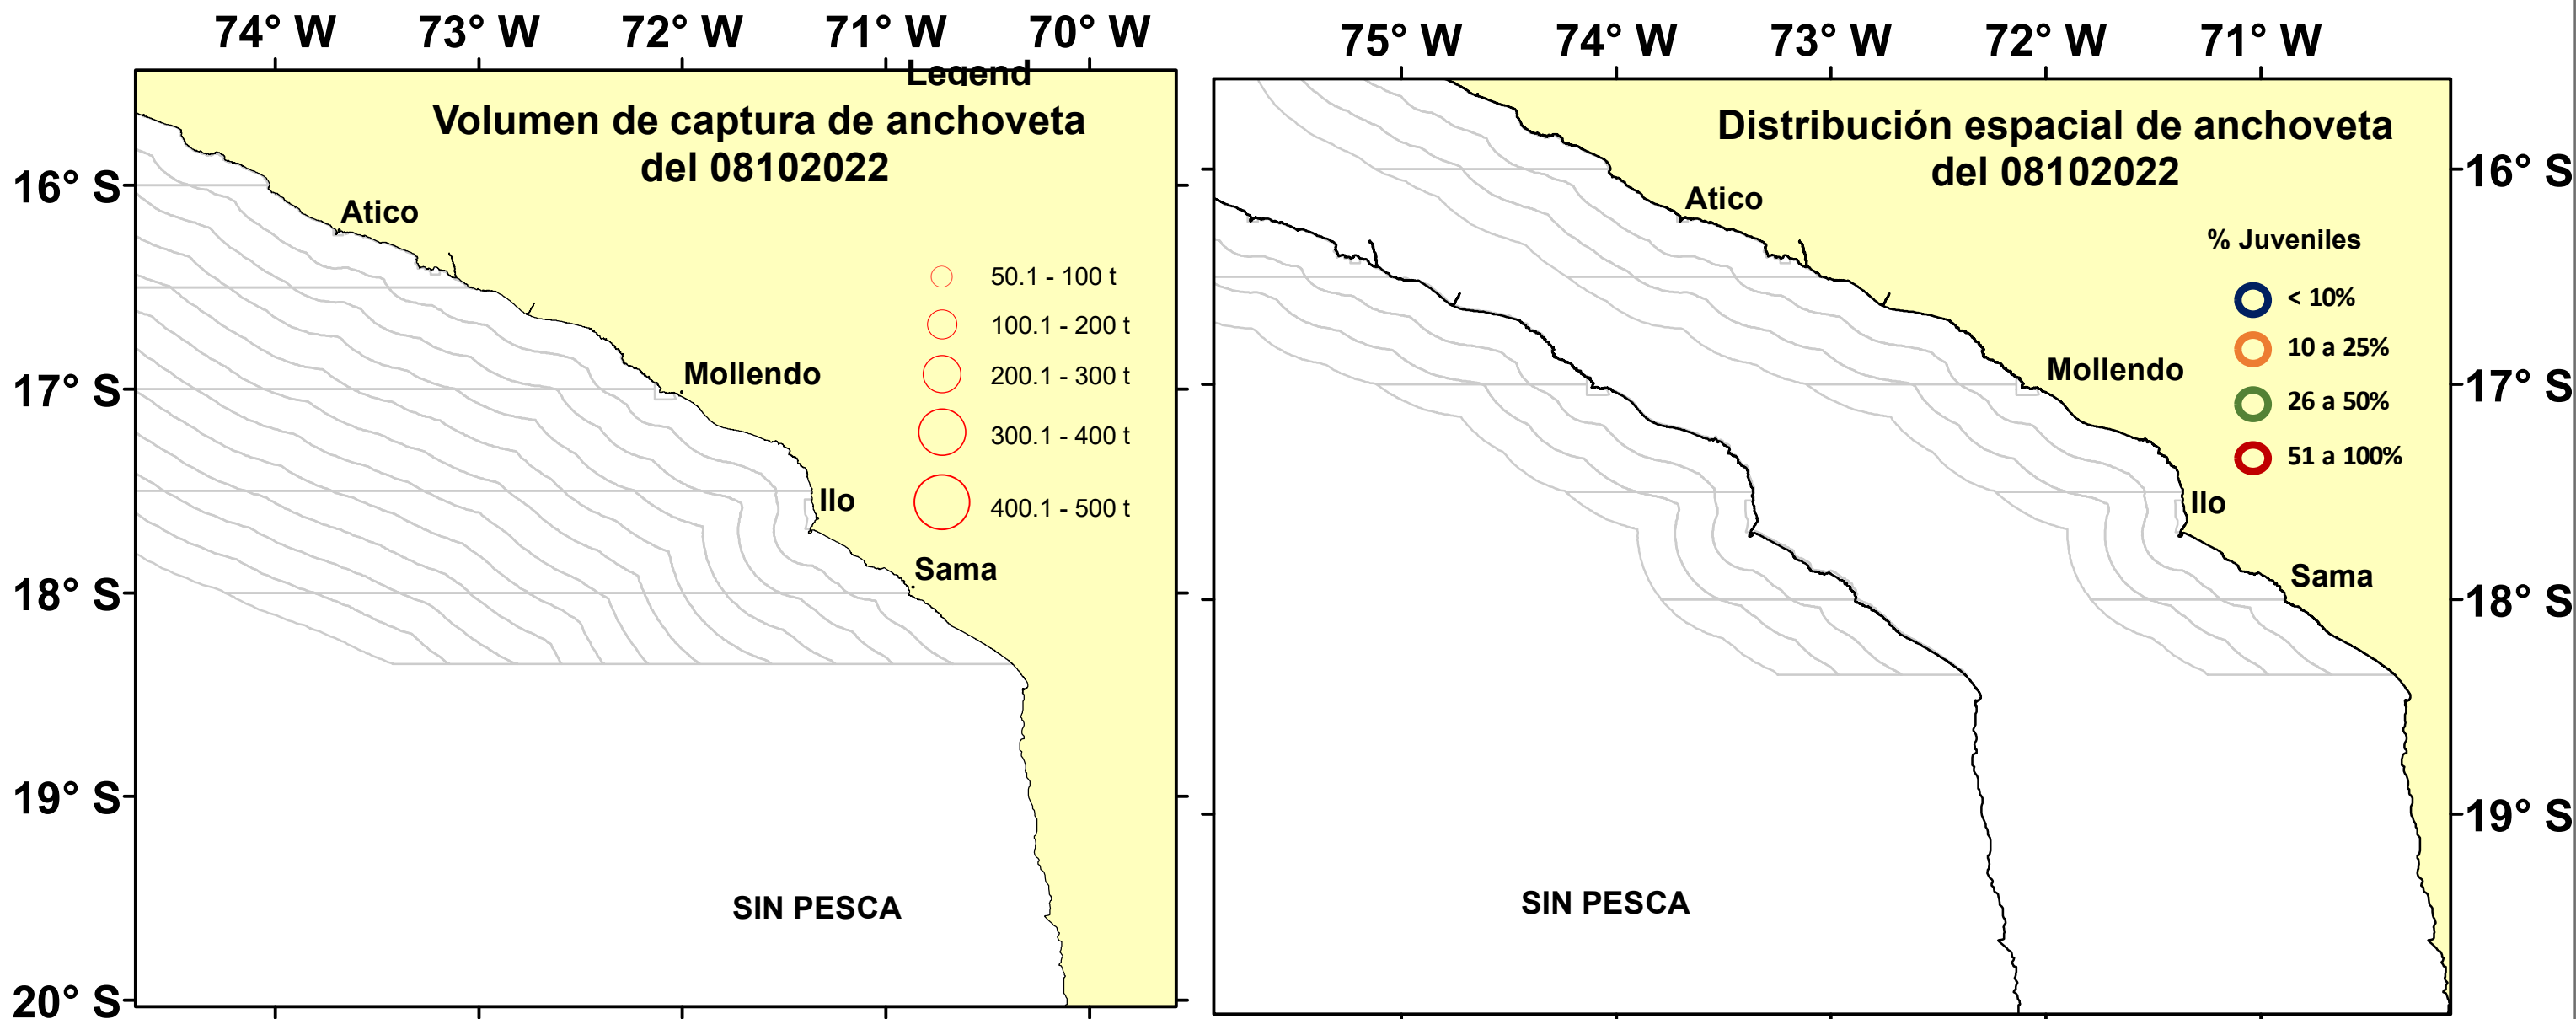 74° W 73° W 72° W 71° W 70° W
Legend
Volumen de captura de anchoveta
del 08102022
16° S
Atico
50.1 - 100 t
100.1 - 200 t
Mollendo
200.1 - 300 t
17° S
300.1 - 400 t
Ilo
400.1 - 500 t
Sama
18° S
19° S
SIN PESCA
20° S
75° W 74° W 73° W 72° W 71° W
Distribución espacial de anchoveta
del 08102022
16° S
Atico
% Juveniles
< 10%
10 a 25%
Mollendo
17° S
26 a 50%
51 a 100%
Ilo
Sama
18° S
19° S
SIN PESCA